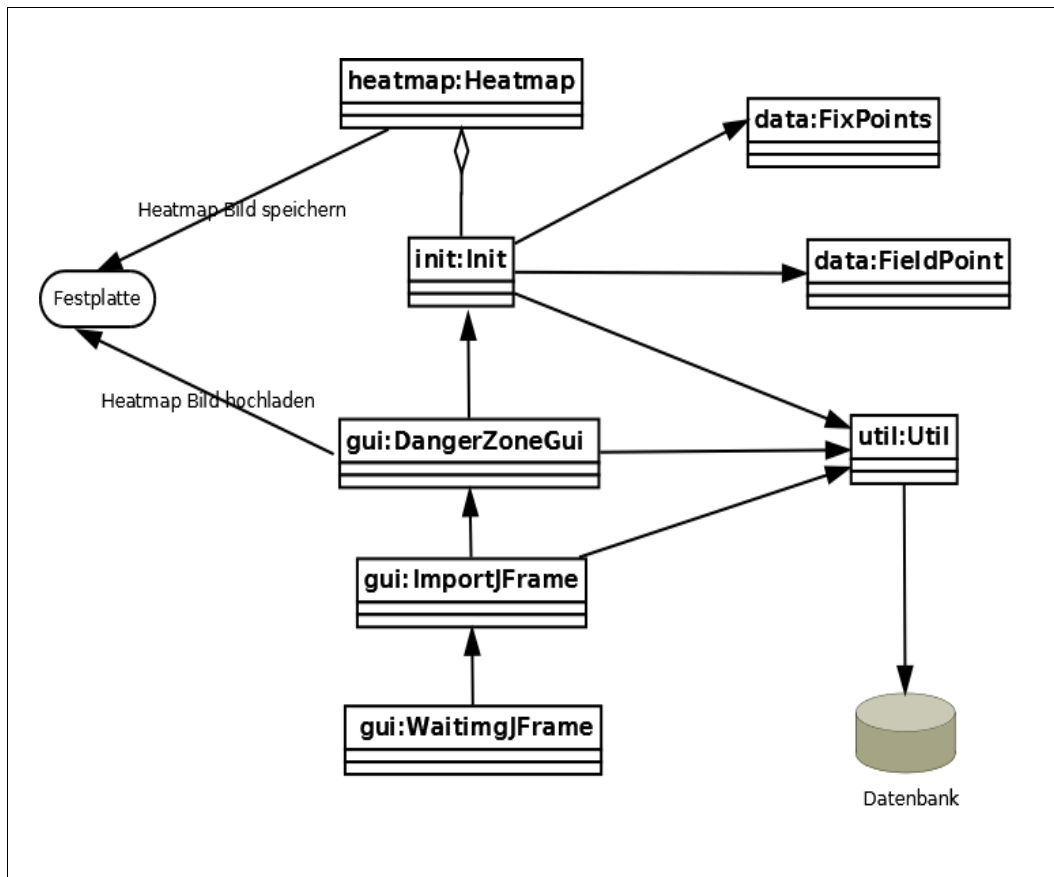 heatmap:Heatmap
data:FixPoints
Heatmap Bild speichern
init:Init
data:FieldPoint
Festplatte
Heatmap Bild hochladen
gui:DangerZoneGui
util:Util
gui:ImportJFrame
gui:WaitimgJFrame
Datenbank